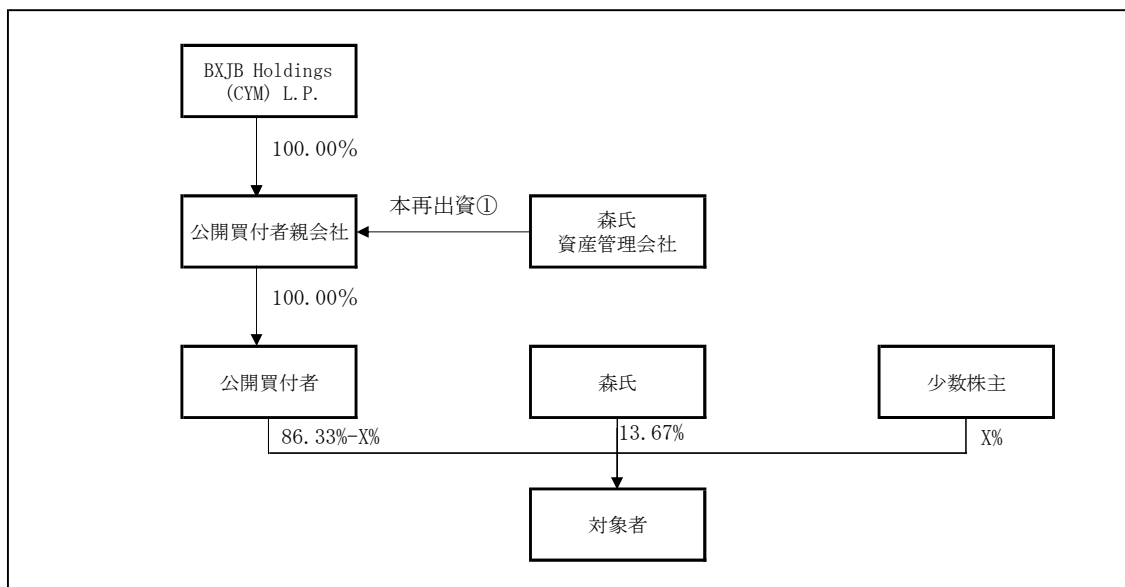 BXJB Holdings
(CYM) L.P.
100.00%
本再出資①
公開買付者親会社
森氏
資産管理会社
100.00%
公開買付者
森氏
少数株主
86.33%-X%
13.67%
X%
対象者